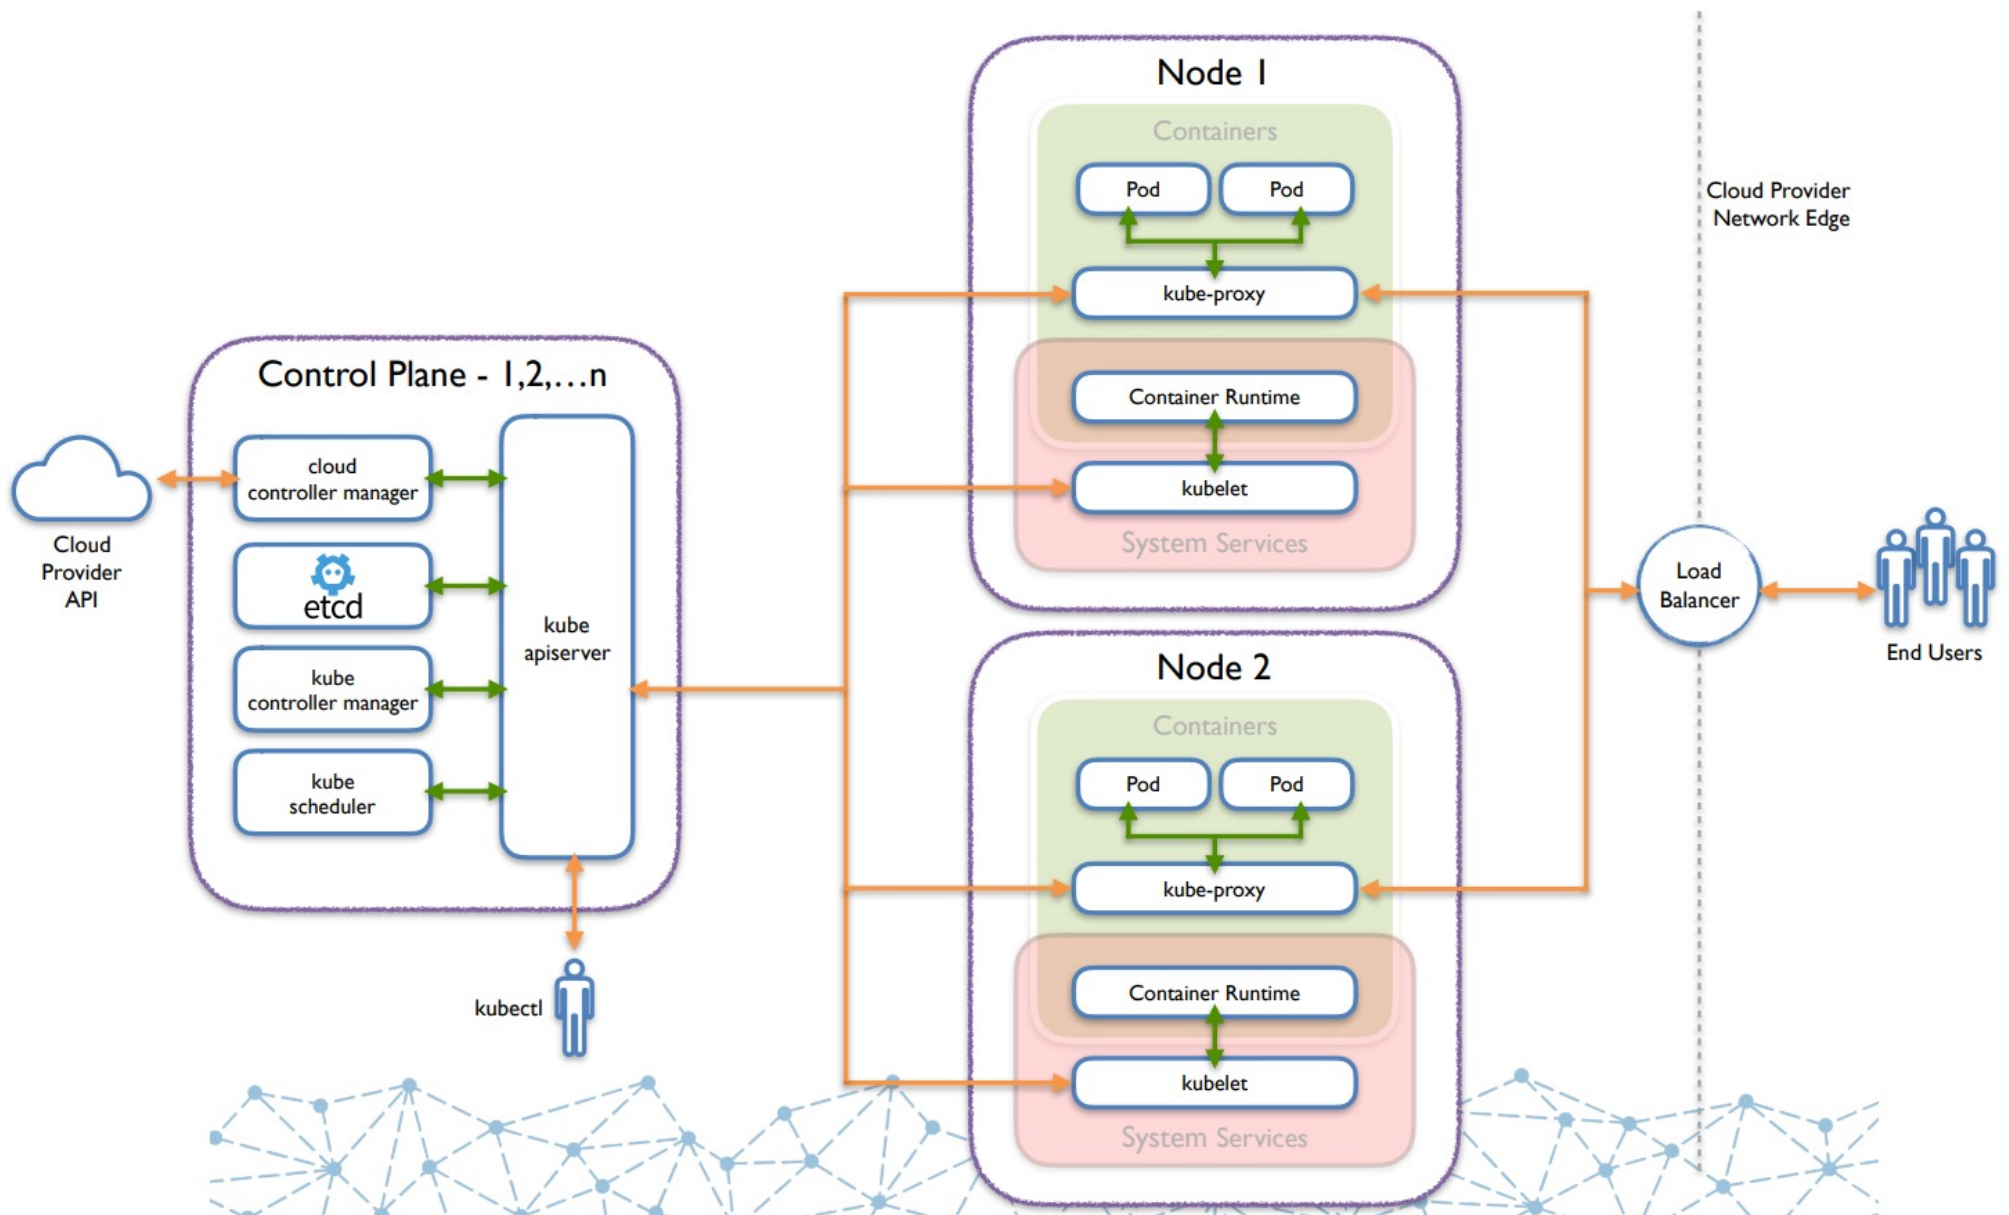 Node 1
Containers
Pod
Pod
kube-proxy
Container Runtime
kubelet
System Services
Cloud Provider
Network Edge
Control Plane - 1,2,...n
cloud
controller manager
etcd
kube
controller manager
kube
scheduler
kube
apiserver
Cloud
Provider
API
kubectl
Load
Balancer
End Users
Node 2
Containers
Pod
Pod
kube-proxy
Container Runtime
kubelet
System Services